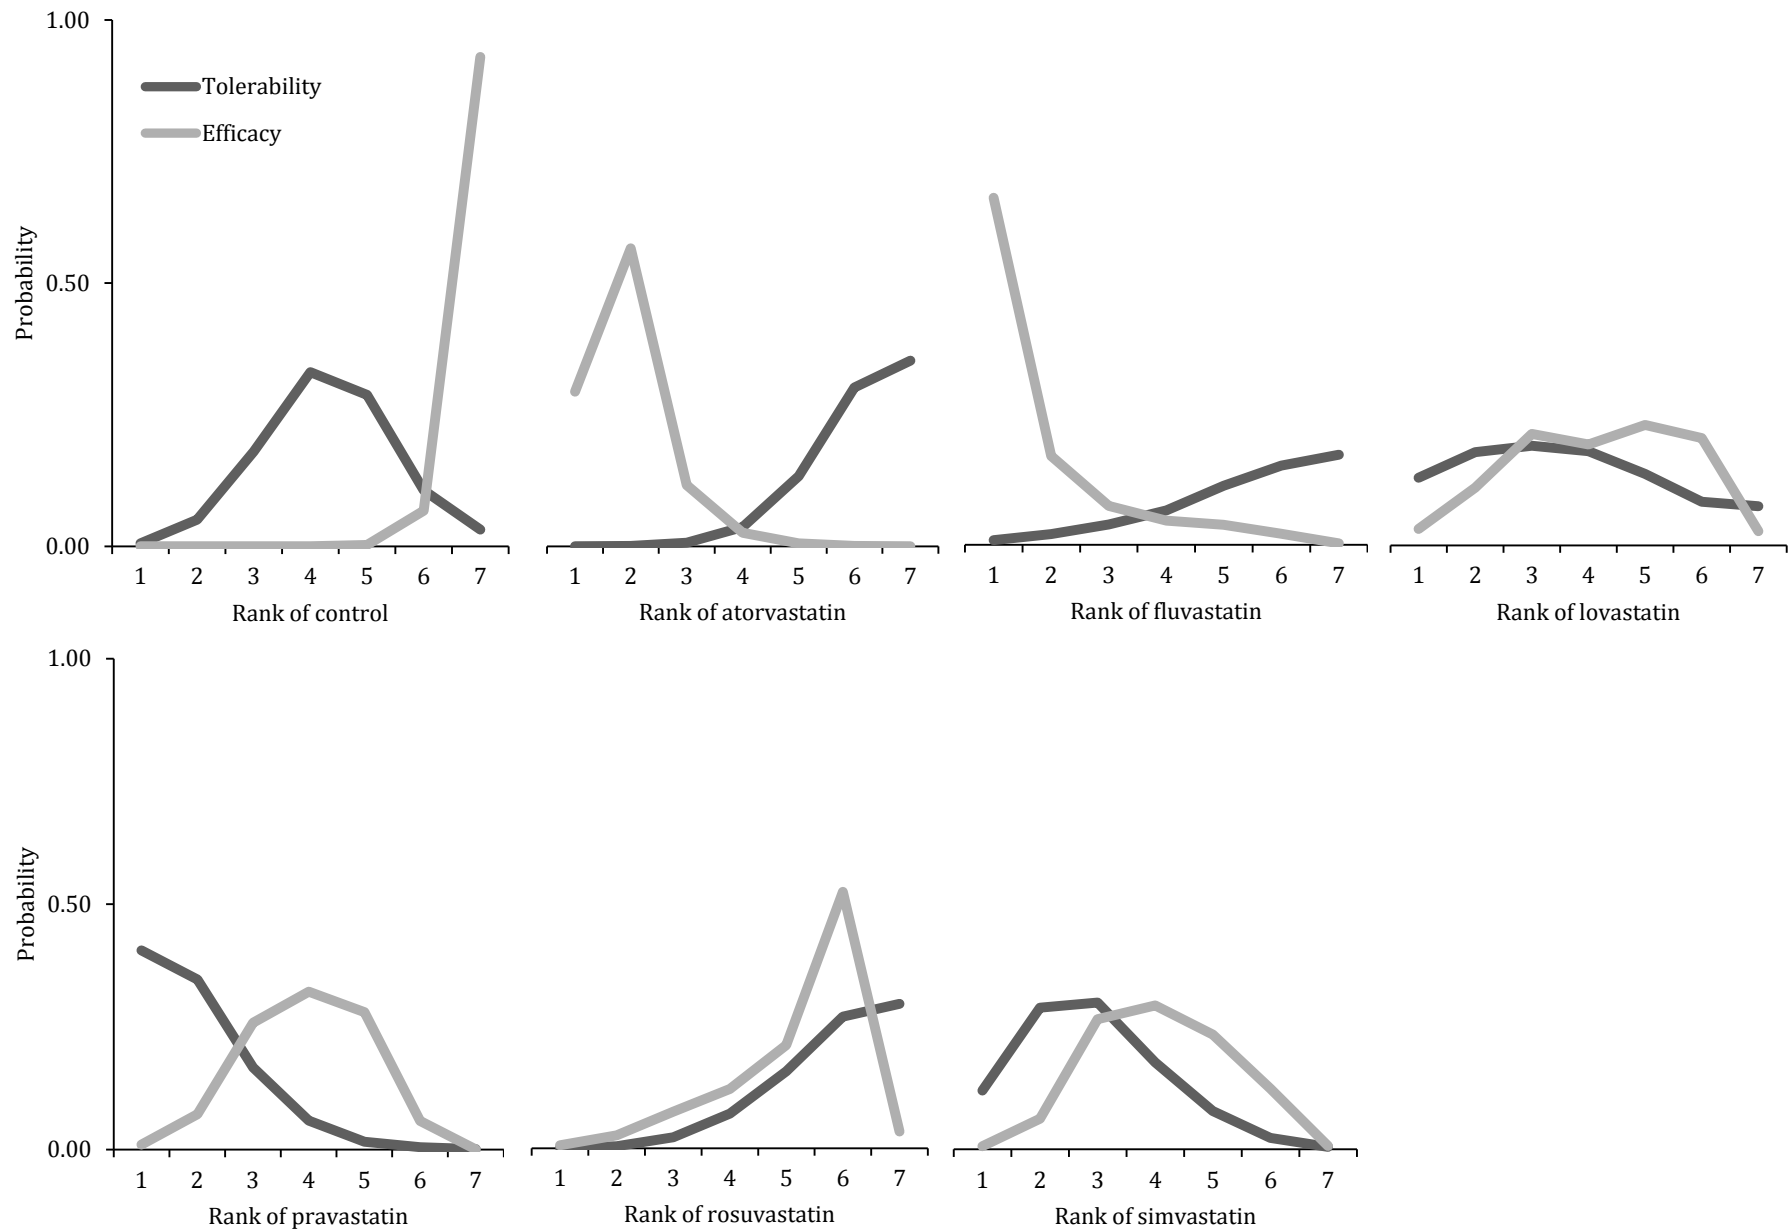 1.00
Tolerability
Efficacy
Probability
0.50
0.00
1 2 3 4 5 6 7
Rank of control
1 2 3 4 5 6 7
Rank of atorvastatin
1 2 3 4 5 6 7
Rank of fluvastatin
1 2 3 4 5 6 7
Rank of lovastatin
1.00
Probability
0.50
0.00
1 2 3 4 5 6 7
Rank of pravastatin
1 2 3 4 5 6 7
Rank of rosuvastatin
1 2 3 4 5 6 7
Rank of simvastatin